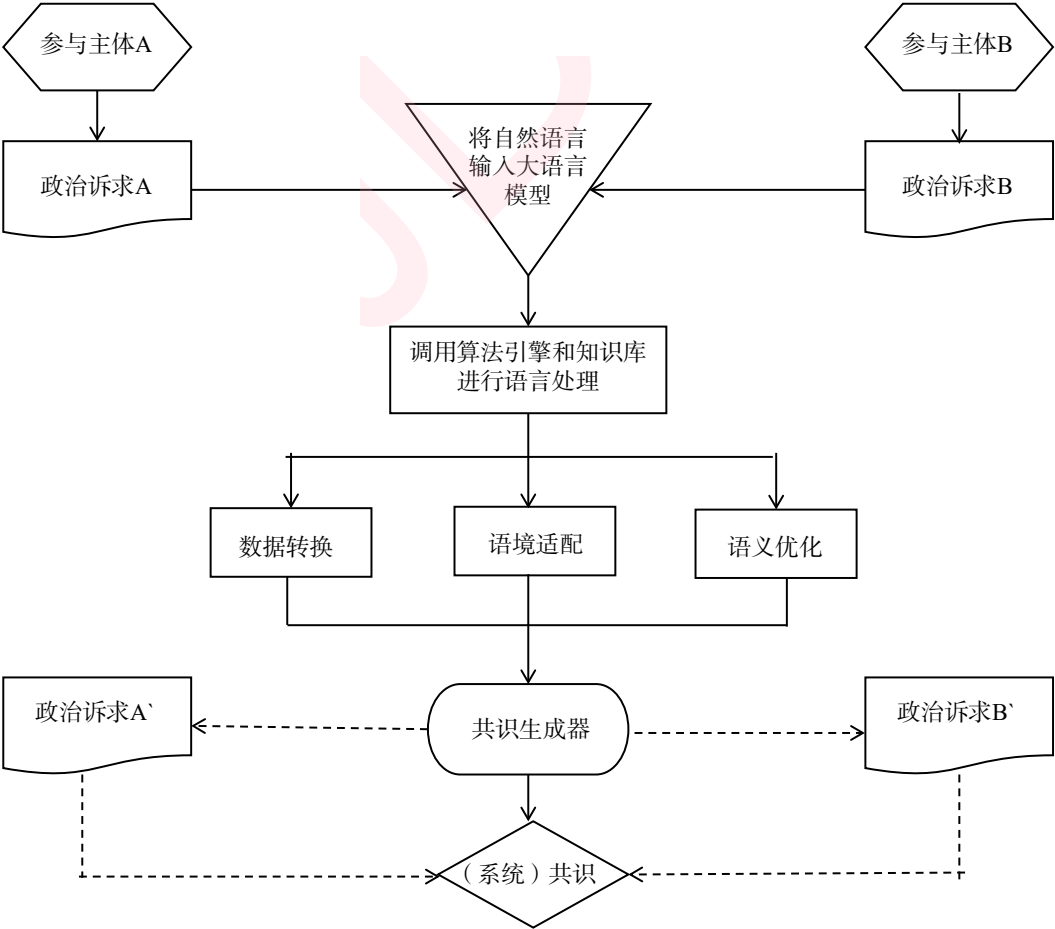 参与主体A
参与主体B
政治诉求A
将自然语言
输入大语言
模型
政治诉求B
调用算法引擎和知识库
进行语言处理
数据转换
语境适配
语义优化
政治诉求A`
共识生成器
政治诉求B`
（系统）共识